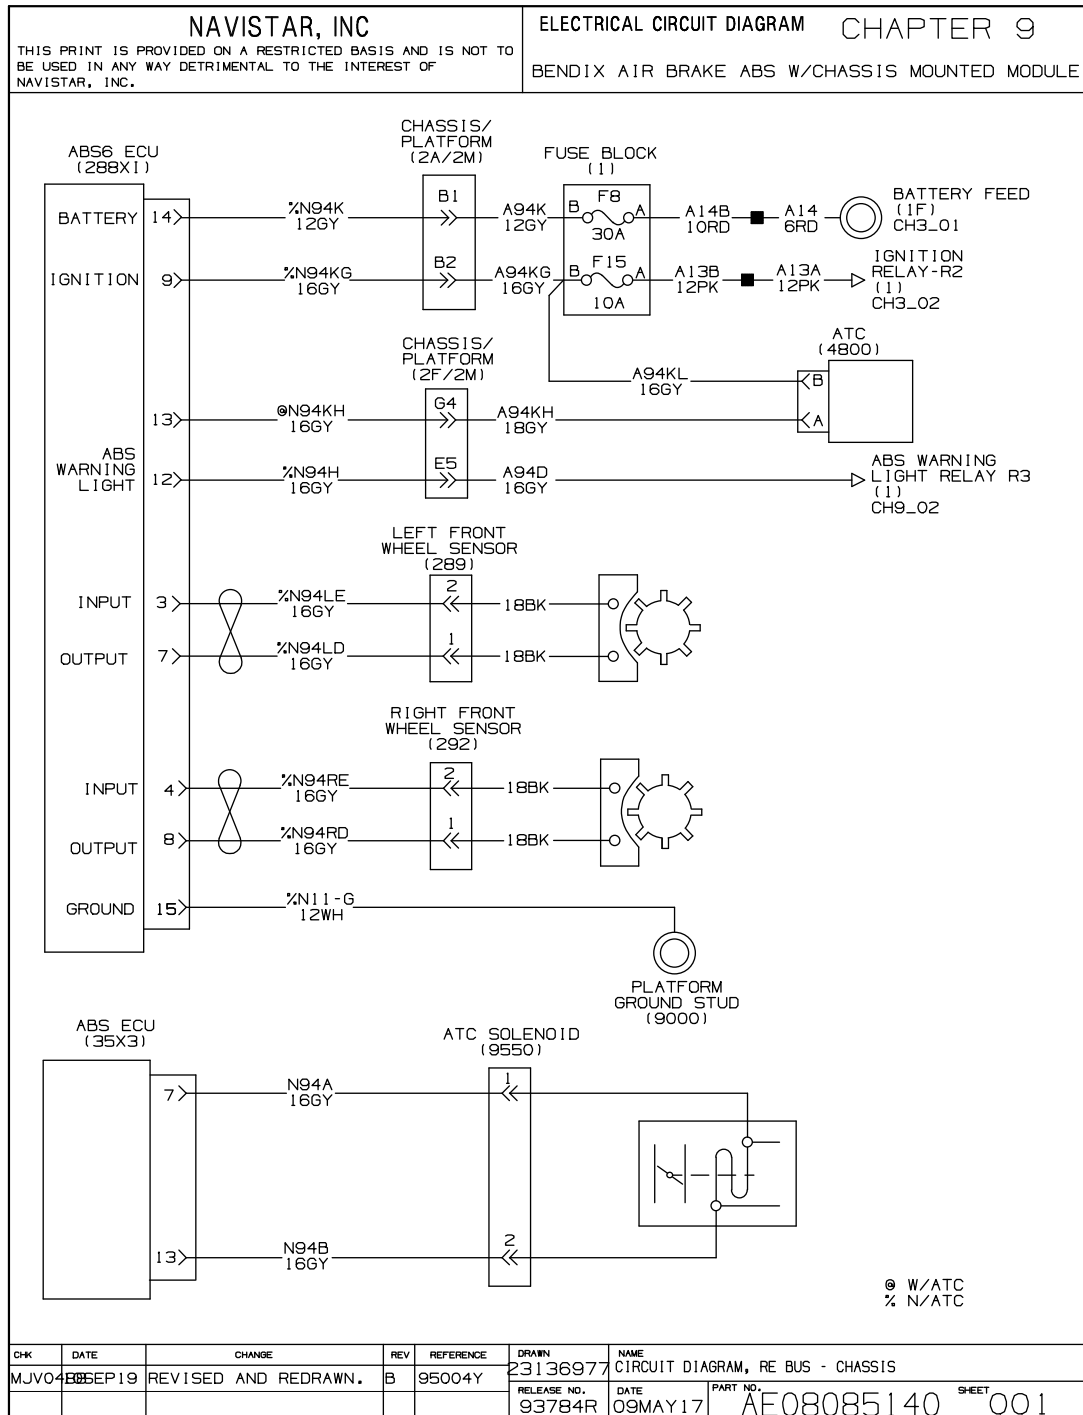 NAVISTAR, INC
THIS PRINT IS PROVIDED ON A RESTRICTED BASIS AND IS NOT TO
BE USED IN ANY WAY DETRIMENTAL TO THE INTEREST OF
NAVISTAR, INC.
ELECTRICAL CIRCUIT DIAGRAM CHAPTER 9
BENDIX AIR BRAKE ABS W/CHASSIS MOUNTED MODULE
ABS6 ECU
(288X1)
CHASSIS/
PLATFORM
(2A/2M)
FUSE BLOCK
(1)
BATTERY 14
%N94K
12GY
B1
A94K
12GY
B F8 A
30A
A14B
10RD
A14
6RD
BATTERY FEED
(1F)
CH3_01
IGNITION 9
%N94KG
16GY
B2
A94KG
16GY
B F15 A
10A
A13B
12PK
A13A
12PK
IGNITION
RELAY-R2
(1)
CH3_02
CHASSIS/
PLATFORM
(2F/2M)
ATC
(4800)
A94KL
16GY
B
13
@N94KH
16GY
G4
A94KH
18GY
A
ABS
WARNING
LIGHT
12
%N94H
16GY
E5
A94D
16GY
ABS WARNING
LIGHT RELAY R3
(1)
CH9_02
LEFT FRONT
WHEEL SENSOR
(289)
INPUT 3
%N94LE
16GY
2
18BK
OUTPUT 7
%N94LD
16GY
1
18BK
RIGHT FRONT
WHEEL SENSOR
(292)
INPUT 4
%N94RE
16GY
2
18BK
OUTPUT 8
%N94RD
16GY
1
18BK
GROUND 15
%N11-G
12WH
PLATFORM
GROUND STUD
(9000)
ABS ECU
(35X3)
ATC SOLENOID
(9550)
7
N94A
16GY
1
13
N94B
16GY
2
@ W/ATC
% N/ATC
CHK DATE CHANGE REV REFERENCE
REVISED AND REDRAWN. B 95004Y
DRAWN
23136977
NAME
CIRCUIT DIAGRAM, RE BUS - CHASSIS
RELEASE NO.
93784R
DATE
09MAY17
PART NO.
AE08085140
SHEET
001